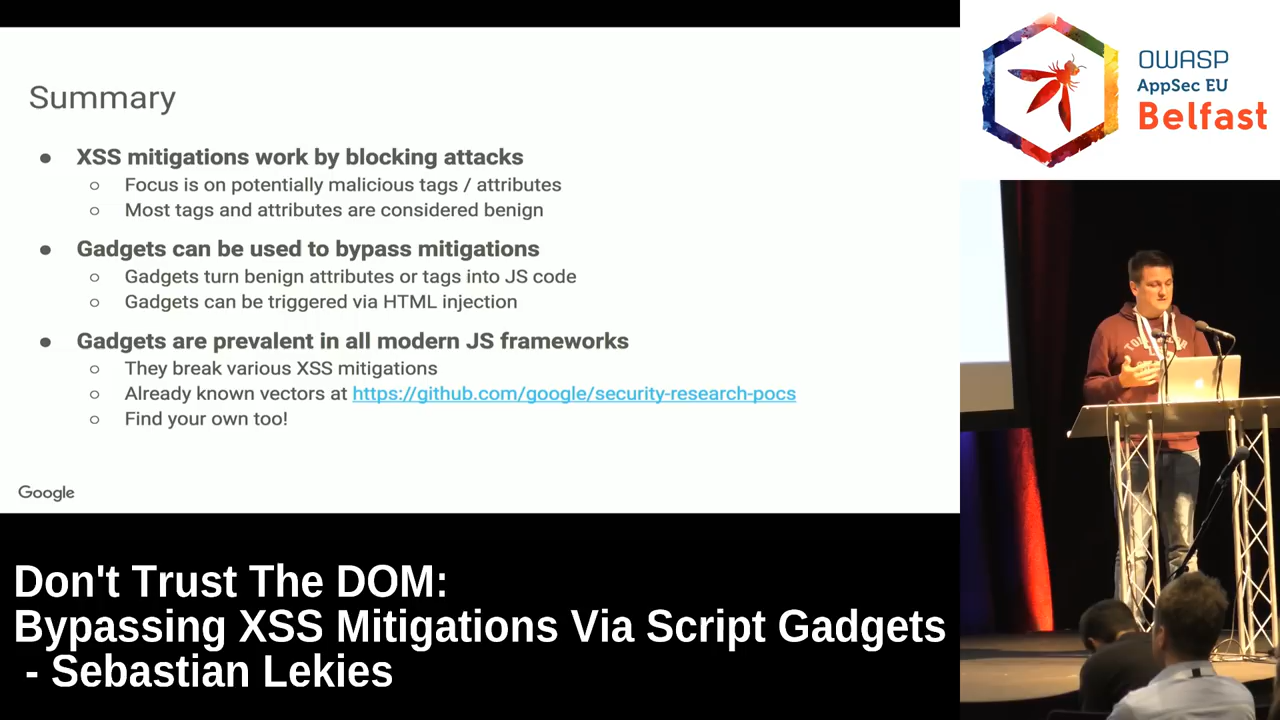 Summary
● XSS mitigations work by blocking attacks
○ Focus is on potentially malicious tags / attributes
○ Most tags and attributes are considered benign
● Gadgets can be used to bypass mitigations
○ Gadgets turn benign attributes or tags into JS code
○ Gadgets can be triggered via HTML injection
● Gadgets are prevalent in all modern JS frameworks
○ They break various XSS mitigations
○ Already known vectors at https://github.com/google/security-research-pocs
○ Find your own too!
Google
OWASP
AppSec EU
Belfast
Don't Trust The DOM:
Bypassing XSS Mitigations Via Script Gadgets
- Sebastian Lekies